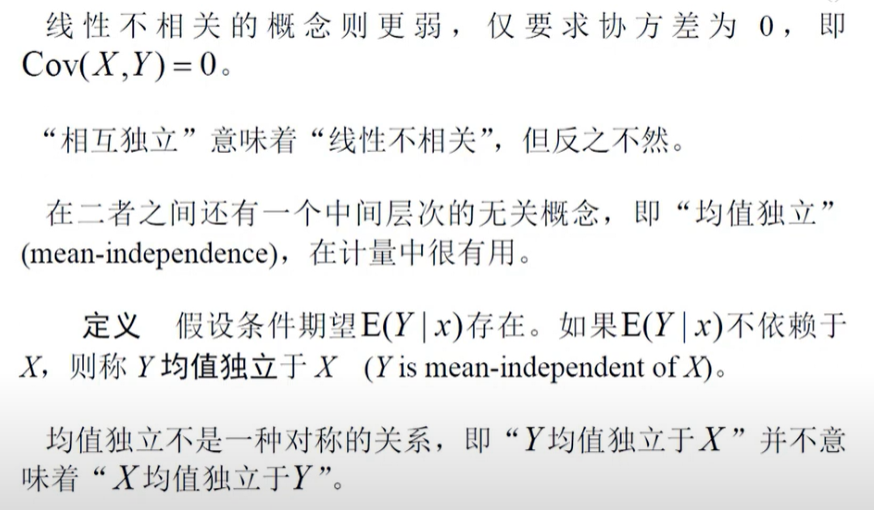 线性不相关的概念则更弱，仅要求协方差为 0，即
Cov(X,Y)=0。
“相互独立”意味着“线性不相关”，但反之不然。
在二者之间还有一个中间层次的无关概念，即“均值独立”
(mean-independence)，在计量中很有用。
定义 假设条件期望E(Y|x)存在。如果E(Y|x)不依赖于
X，则称 Y 均值独立于 X (Y is mean-independent of X)。
均值独立不是一种对称的关系，即“Y均值独立于X”并不意
味着“X均值独立于Y”。